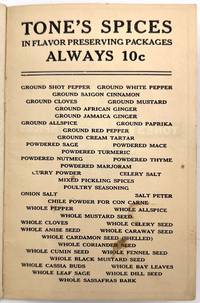 TONE'S SPICES
IN FLAVOR PRESERVING PACKAGES
ALWAYS 10c
GROUND SHOT PEPPER GROUND WHITE PEPPER
GROUND SAIGON CINNAMON
GROUND CLOVES GROUND MUSTARD
GROUND AFRICAN GINGER
GROUND JAMAICA GINGER
GROUND ALLSPICE GROUND PAPRIKA
GROUND RED PEPPER
GROUND CREAM TARTAR
POWDERED SAGE POWDERED MACE
POWDERED TURMERIC
POWDERED NUTMEG POWDERED THYME
POWDERED MARJORAM
CURRY POWDER CELERY SALT
MIXED PICKLING SPICES
POULTRY SEASONING
ONION SALT SALT PETER
CHILE POWDER FOR CON CARNE
WHOLE PEPPER WHOLE ALLSPICE
WHOLE MUSTARD SEED
WHOLE CLOVES WHOLE CELERY SEED
WHOLE ANISE SEED WHOLE CARAWAY SEED
WHOLE CARDAMON SEED (SHELLED)
WHOLE CORIANDER SEED
WHOLE CUMIN SEED WHOLE FENNEL SEED
WHOLE BLACK MUSTARD SEED
WHOLE CASSIA BUDS WHOLE BAY LEAVES
WHOLE LEAF SAGE WHOLE DILL SEED
WHOLE SASSAFRAS BARK